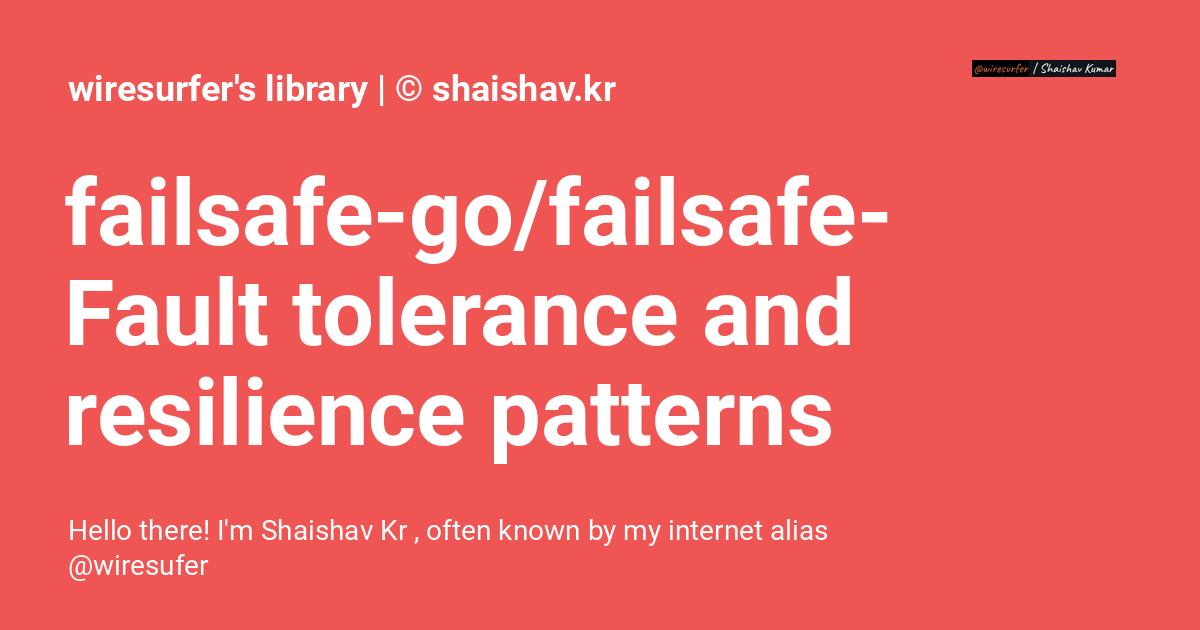 wiresurfer's library | © shaishav.kr
@wiresurfer | Shaishav Kumar
failsafe-go/failsafe-
Fault tolerance and
resilience patterns
Hello there! I'm Shaishav Kr , often known by my internet alias
@wiresufer